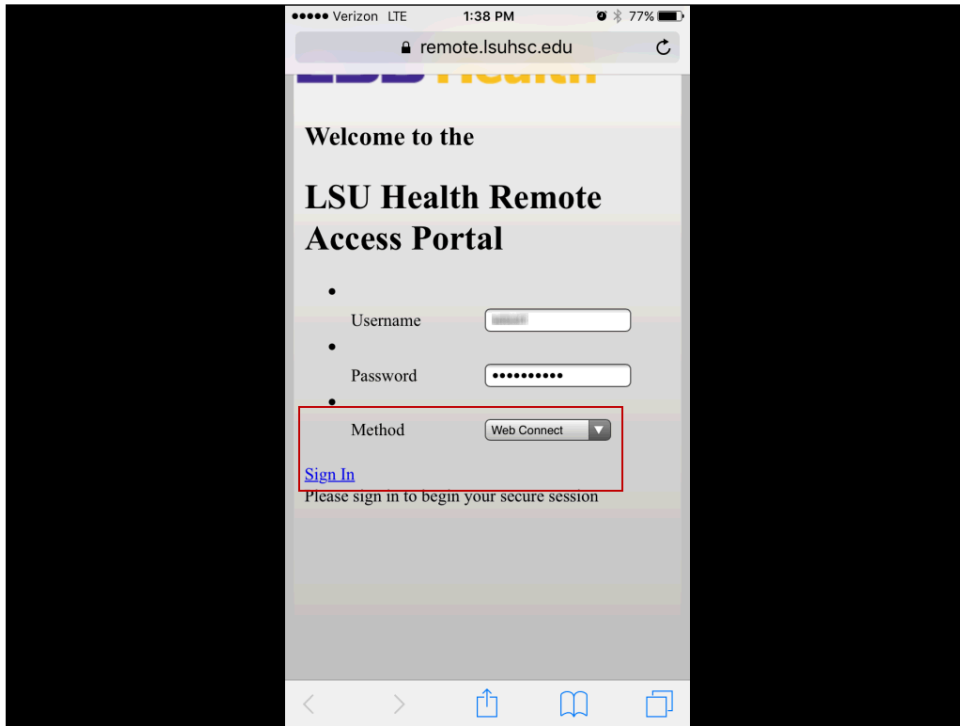 Verizon LTE 1:38 PM 77%
remote.lsuhsc.edu
Health
Welcome to the
LSU Health Remote
Access Portal
Username
Password ••••••••••
Method Web Connect
Sign In
Please sign in to begin your secure session